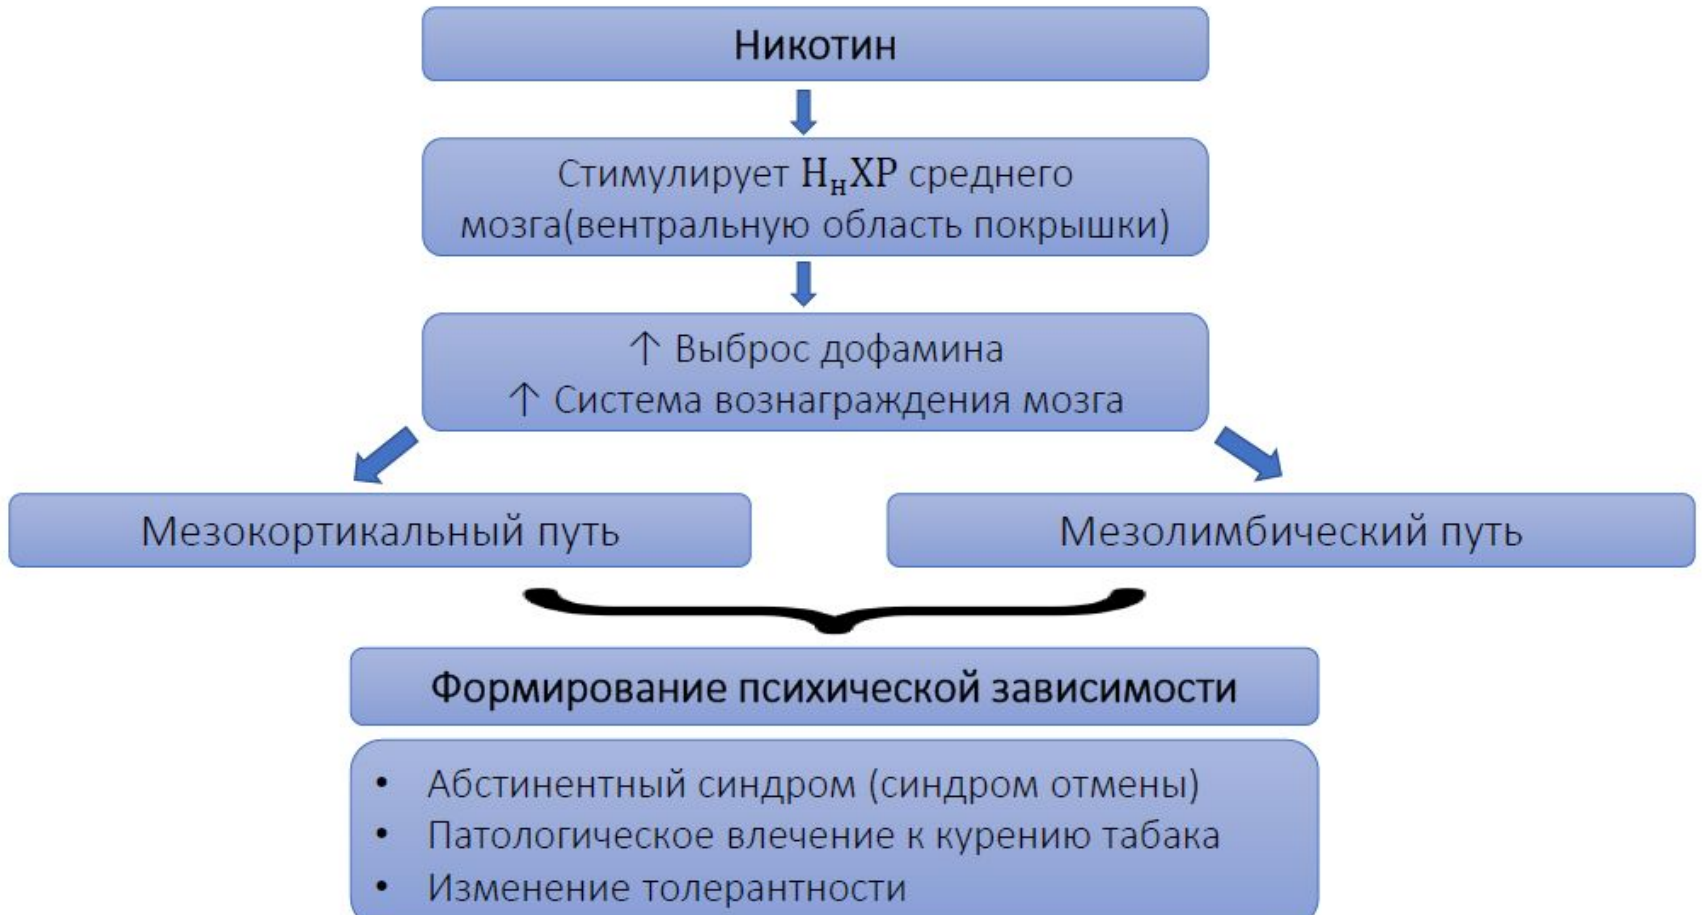 Никотин
Стимулирует НнХР среднего
мозга(вентральную область покрышки)
↑ Выброс дофамина
↑ Система вознаграждения мозга
Мезокортикальный путь
Мезолимбический путь
Формирование психической зависимости
• Абстинентный синдром (синдром отмены)
• Патологическое влечение к курению табака
• Изменение толерантности